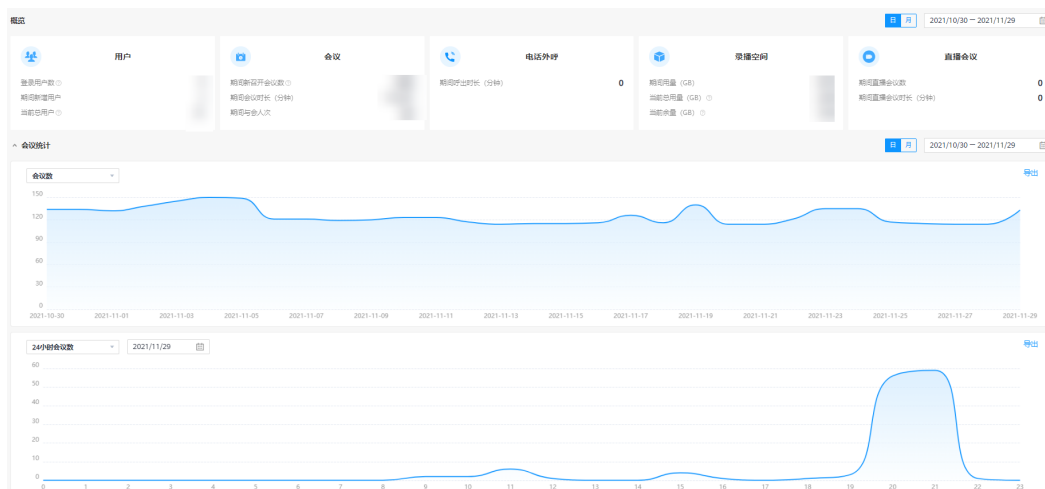 概览
日 月 2021/10/30 — 2021/11/29
用户
登录用户数
期间新增用户
当前总用户
会议
期间新召开会议数
期间会议时长（分钟）
期间与会人次
电话外呼
期间呼出时长（分钟） 0
录播空间
期间用量（GB）
当前总用量（GB）
当前余量（GB）
直播会议
期间直播会议数 0
期间直播会议时长（分钟） 0
会议统计
日 月 2021/10/30 — 2021/11/29
会议数
导出
150
120
90
60
30
0
2021-10-30 2021-11-01 2021-11-03 2021-11-05 2021-11-07 2021-11-09 2021-11-11 2021-11-13 2021-11-15 2021-11-17 2021-11-19 2021-11-21 2021-11-23 2021-11-25 2021-11-27 2021-11-29
24小时会议数 2021/11/29
导出
60
50
40
30
20
10
0
0 1 2 3 4 5 6 7 8 9 10 11 12 13 14 15 16 17 18 19 20 21 22 23